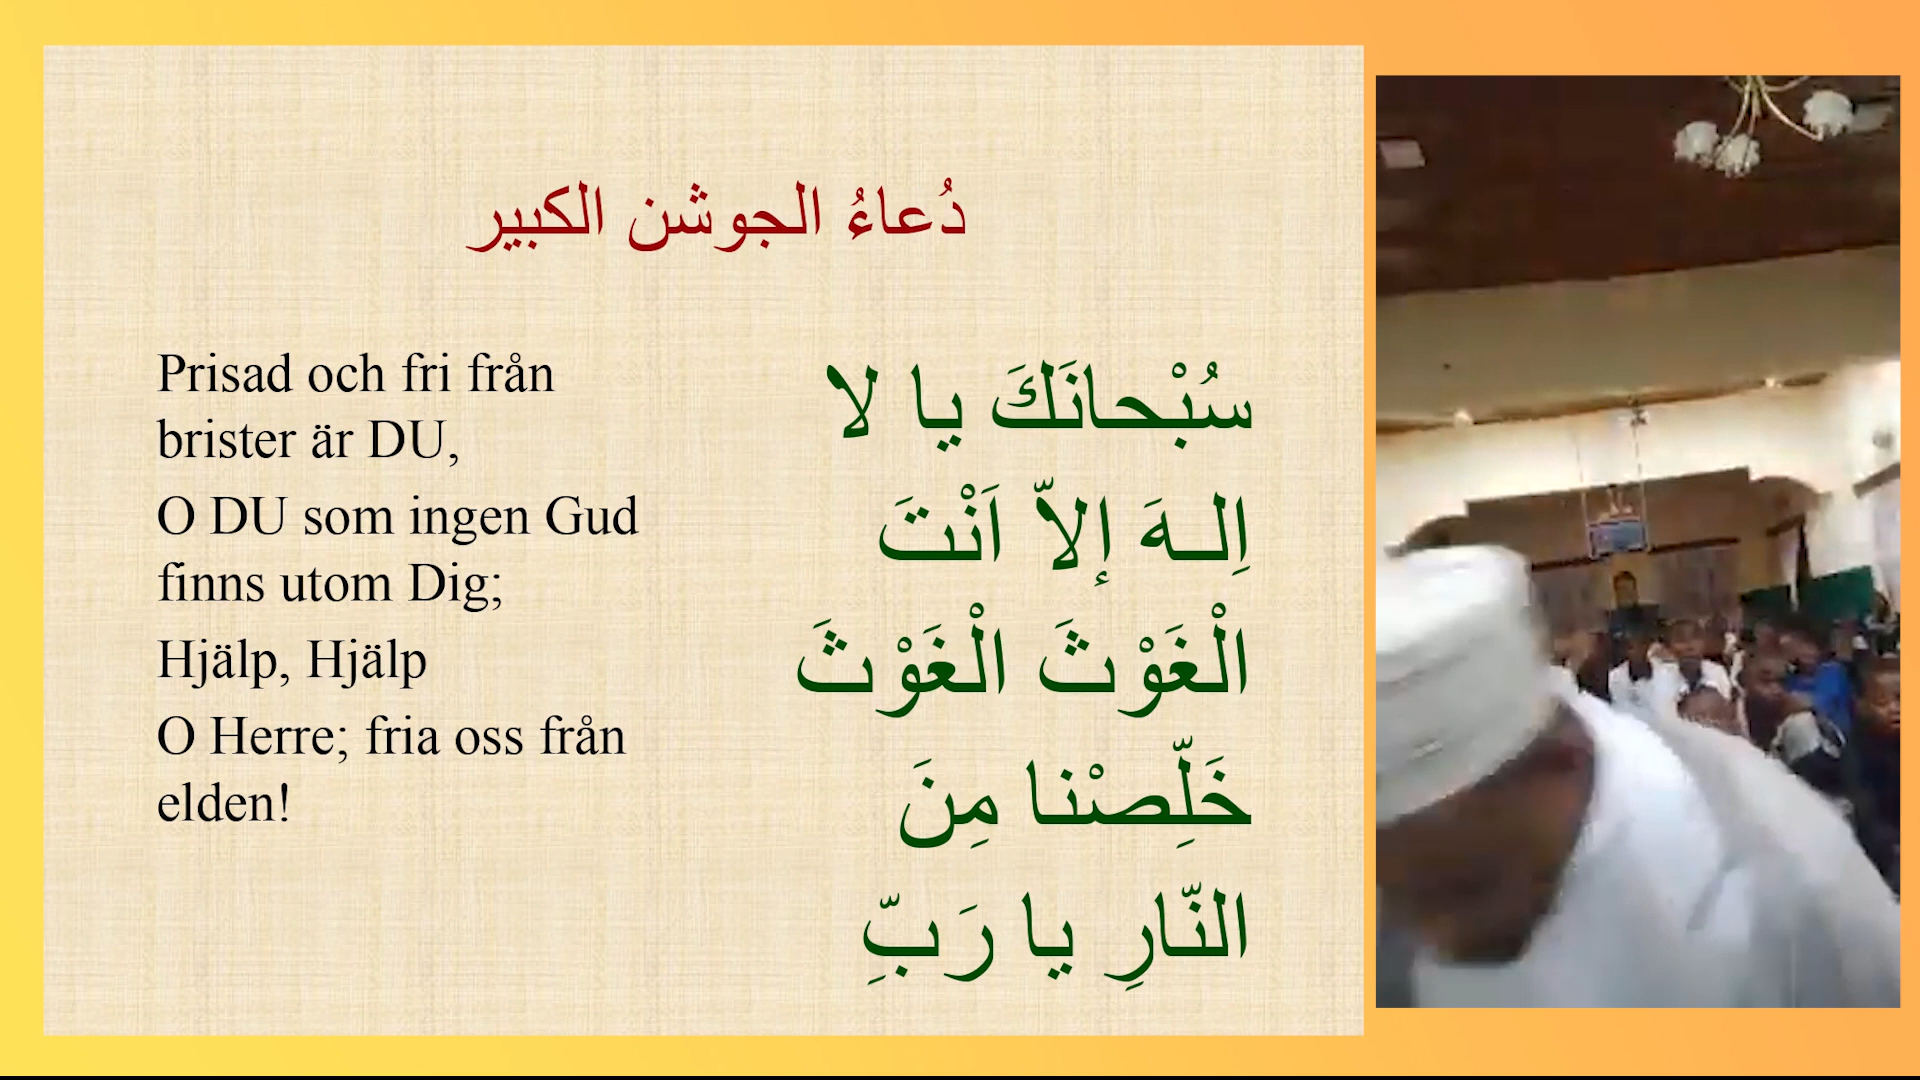 دُعاءُ الجوشن الكبير
Prisad och fri från
brister är DU,
O DU som ingen Gud
finns utom Dig;
Hjälp, Hjälp
O Herre; fria oss från
elden!
سُبْحانَكَ يا لا
اِلـهَ إلاّ اَنْتَ
الْغَوْثَ الْغَوْثَ
خَلِّصْنا مِنَ
النّارِ يا رَبِّ